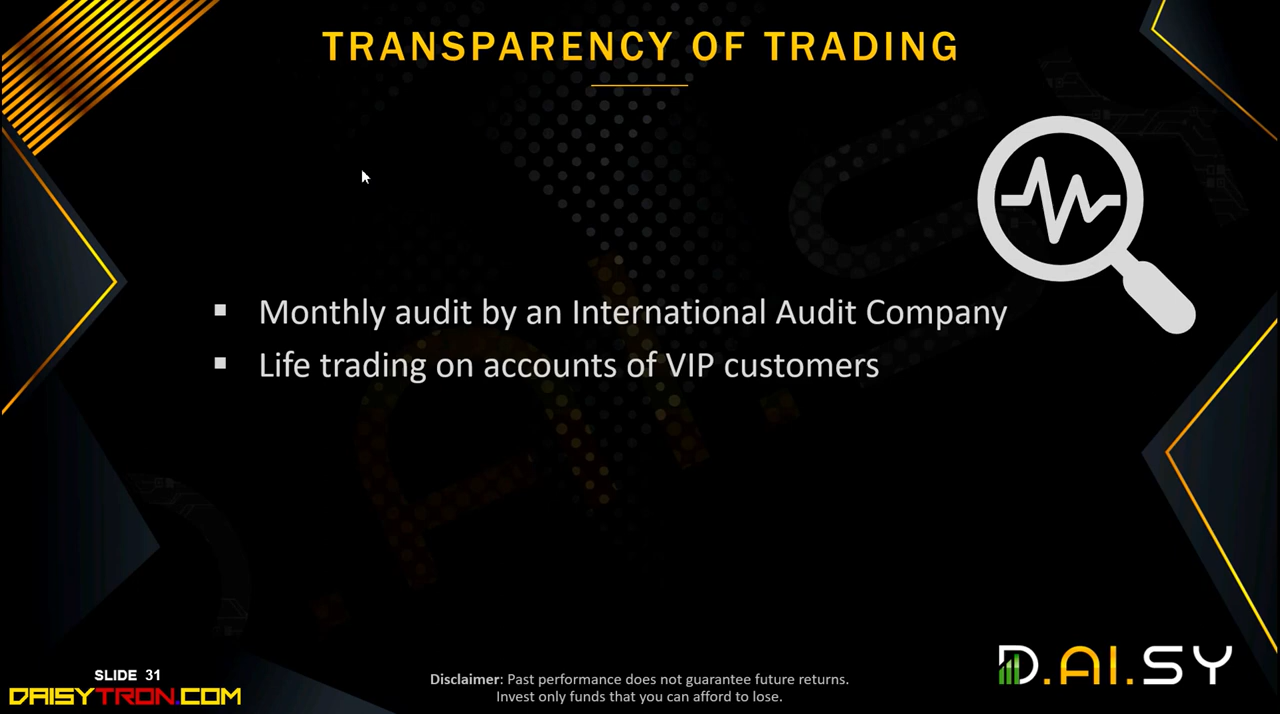 TRANSPARENCY OF TRADING
▪ Monthly audit by an International Audit Company
▪ Life trading on accounts of VIP customers
D.AI.SY
SLIDE 31
DAISYTRON.COM
Disclaimer: Past performance does not guarantee future returns.
Invest only funds that you can afford to lose.